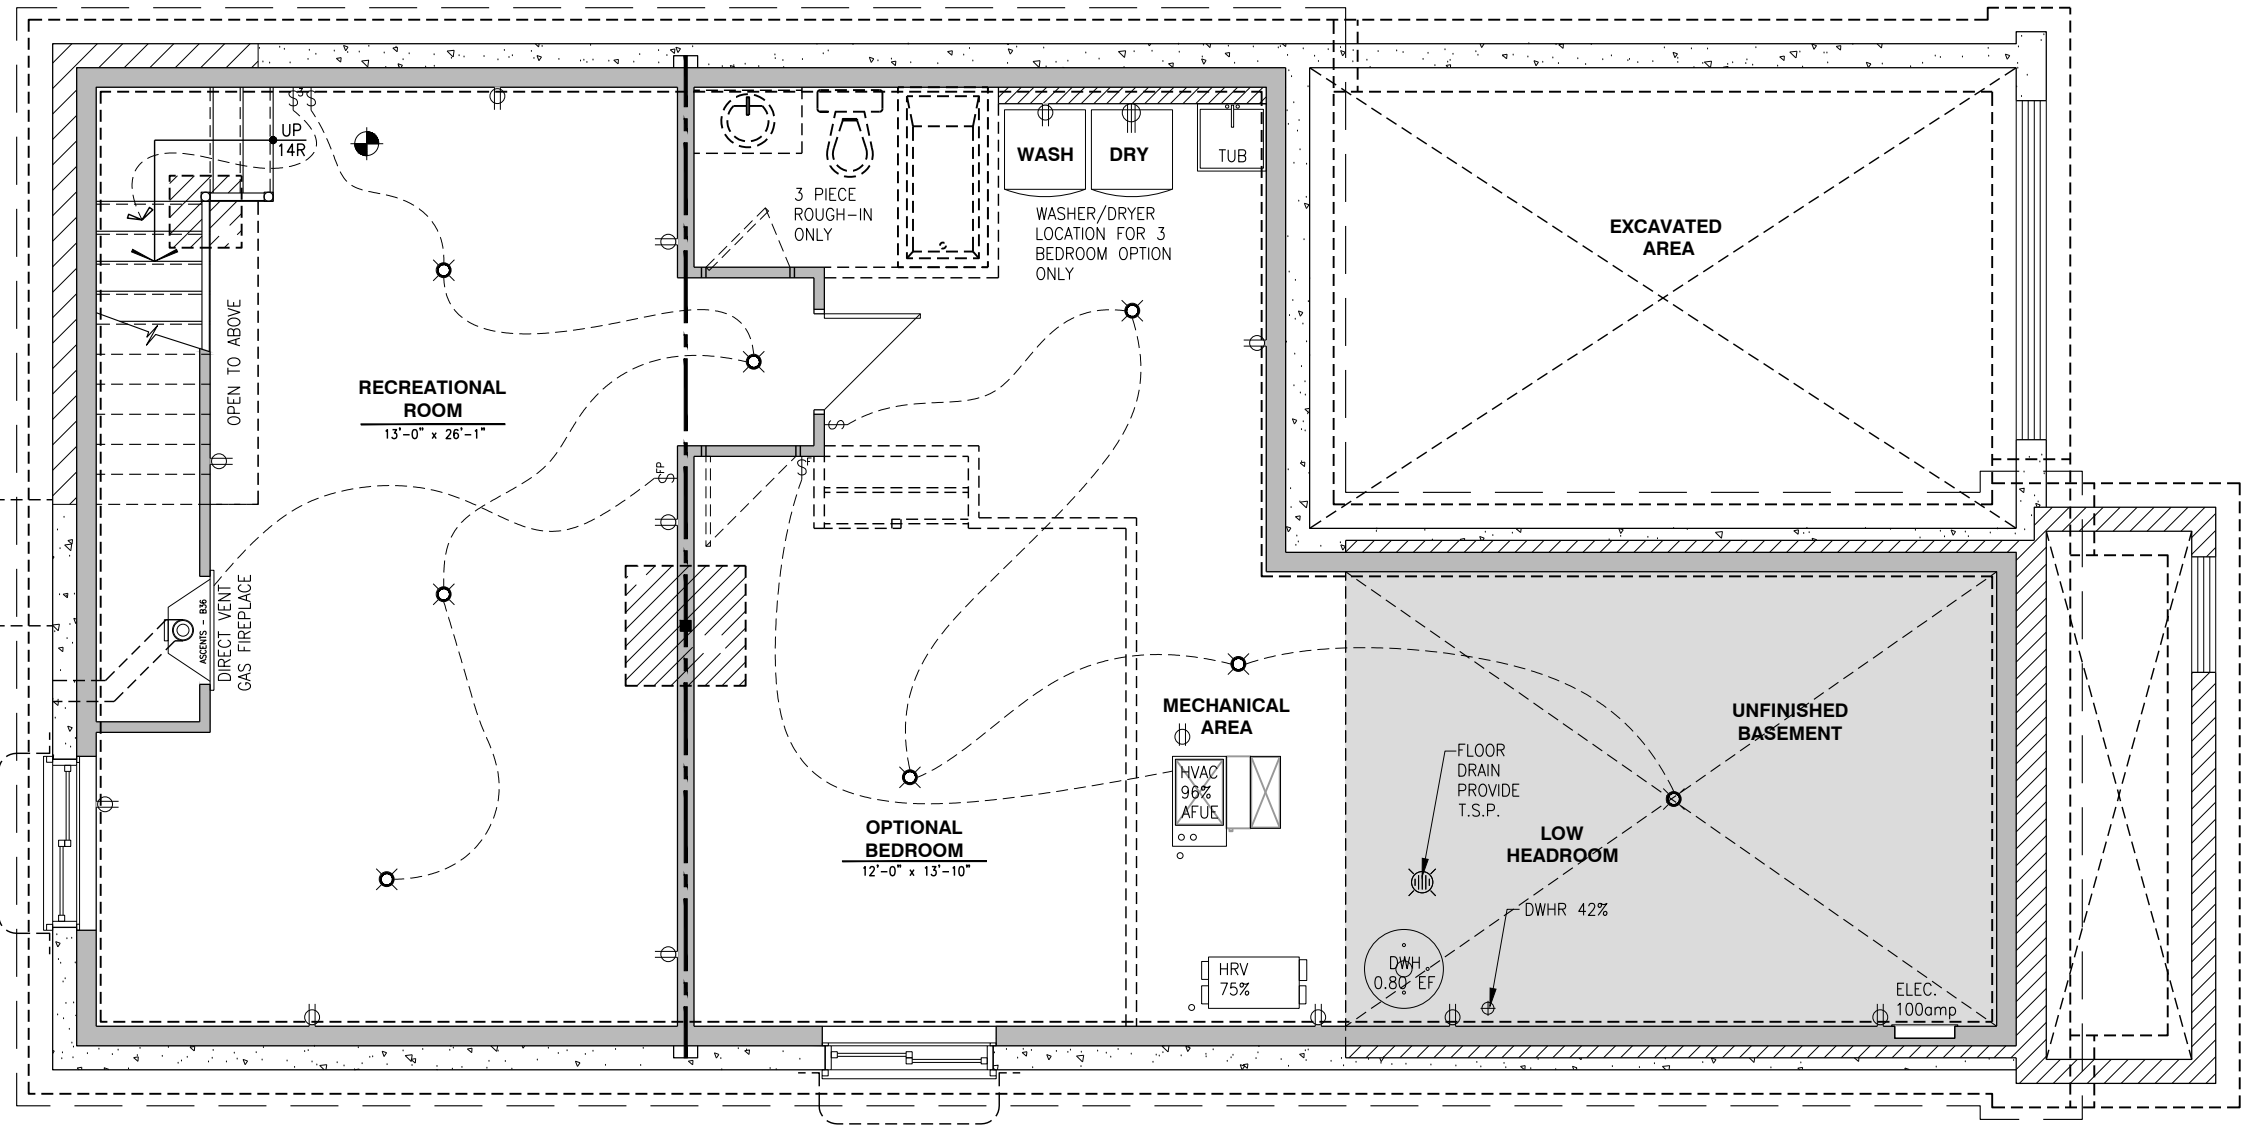 UP
14R
S³
S
3 PIECE
ROUGH-IN
ONLY
WASH
DRY
TUB
WASHER/DRYER
LOCATION FOR 3
BEDROOM OPTION
ONLY
EXCAVATED
AREA
OPEN TO ABOVE
RECREATIONAL
ROOM
13'-0" x 26'-1"
S
S^FP
S^F
ASCENTS - B36
DIRECT VENT
GAS FIREPLACE
MECHANICAL
AREA
HVAC
96%
AFUE
UNFINISHED
BASEMENT
FLOOR
DRAIN
PROVIDE
T.S.P.
OPTIONAL
BEDROOM
12'-0" x 13'-10"
LOW
HEADROOM
DWHR 42%
HRV
75%
DWH
0.80 EF
ELEC.
100amp